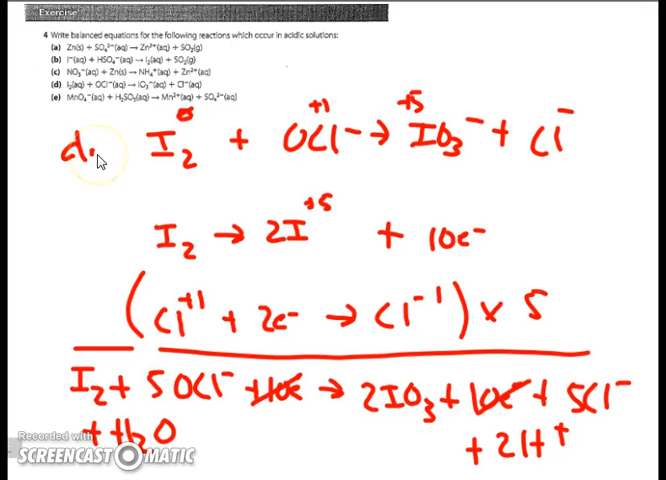 Exercise
4 Write balanced equations for the following reactions which occur in acidic solutions:
(a) Zn(s) + SO₄²⁻(aq) → Zn²⁺(aq) + SO₂(g)
(b) I⁻(aq) + HSO₄⁻(aq) → I₂(aq) + SO₂(g)
(c) NO₃⁻(aq) + Zn(s) → NH₄⁺(aq) + Zn²⁺(aq)
(d) I₂(aq) + OCl⁻(aq) → IO₃⁻(aq) + Cl⁻(aq)
(e) MnO₄⁻(aq) + H₂SO₃(aq) → Mn²⁺(aq) + SO₄²⁻(aq)
0 +1 +5
d. I₂ + OCl⁻ → IO₃⁻ + Cl⁻
I₂ → 2I⁺⁵ + 10e⁻
(Cl⁺¹ + 2e⁻ → Cl⁻¹) × 5
I₂ + 5OCl⁻ +10e → 2IO₃ + 10e⁻ + 5Cl⁻
+ H₂O + 2H⁺
Recorded with
SCREENCAST-O-MATIC